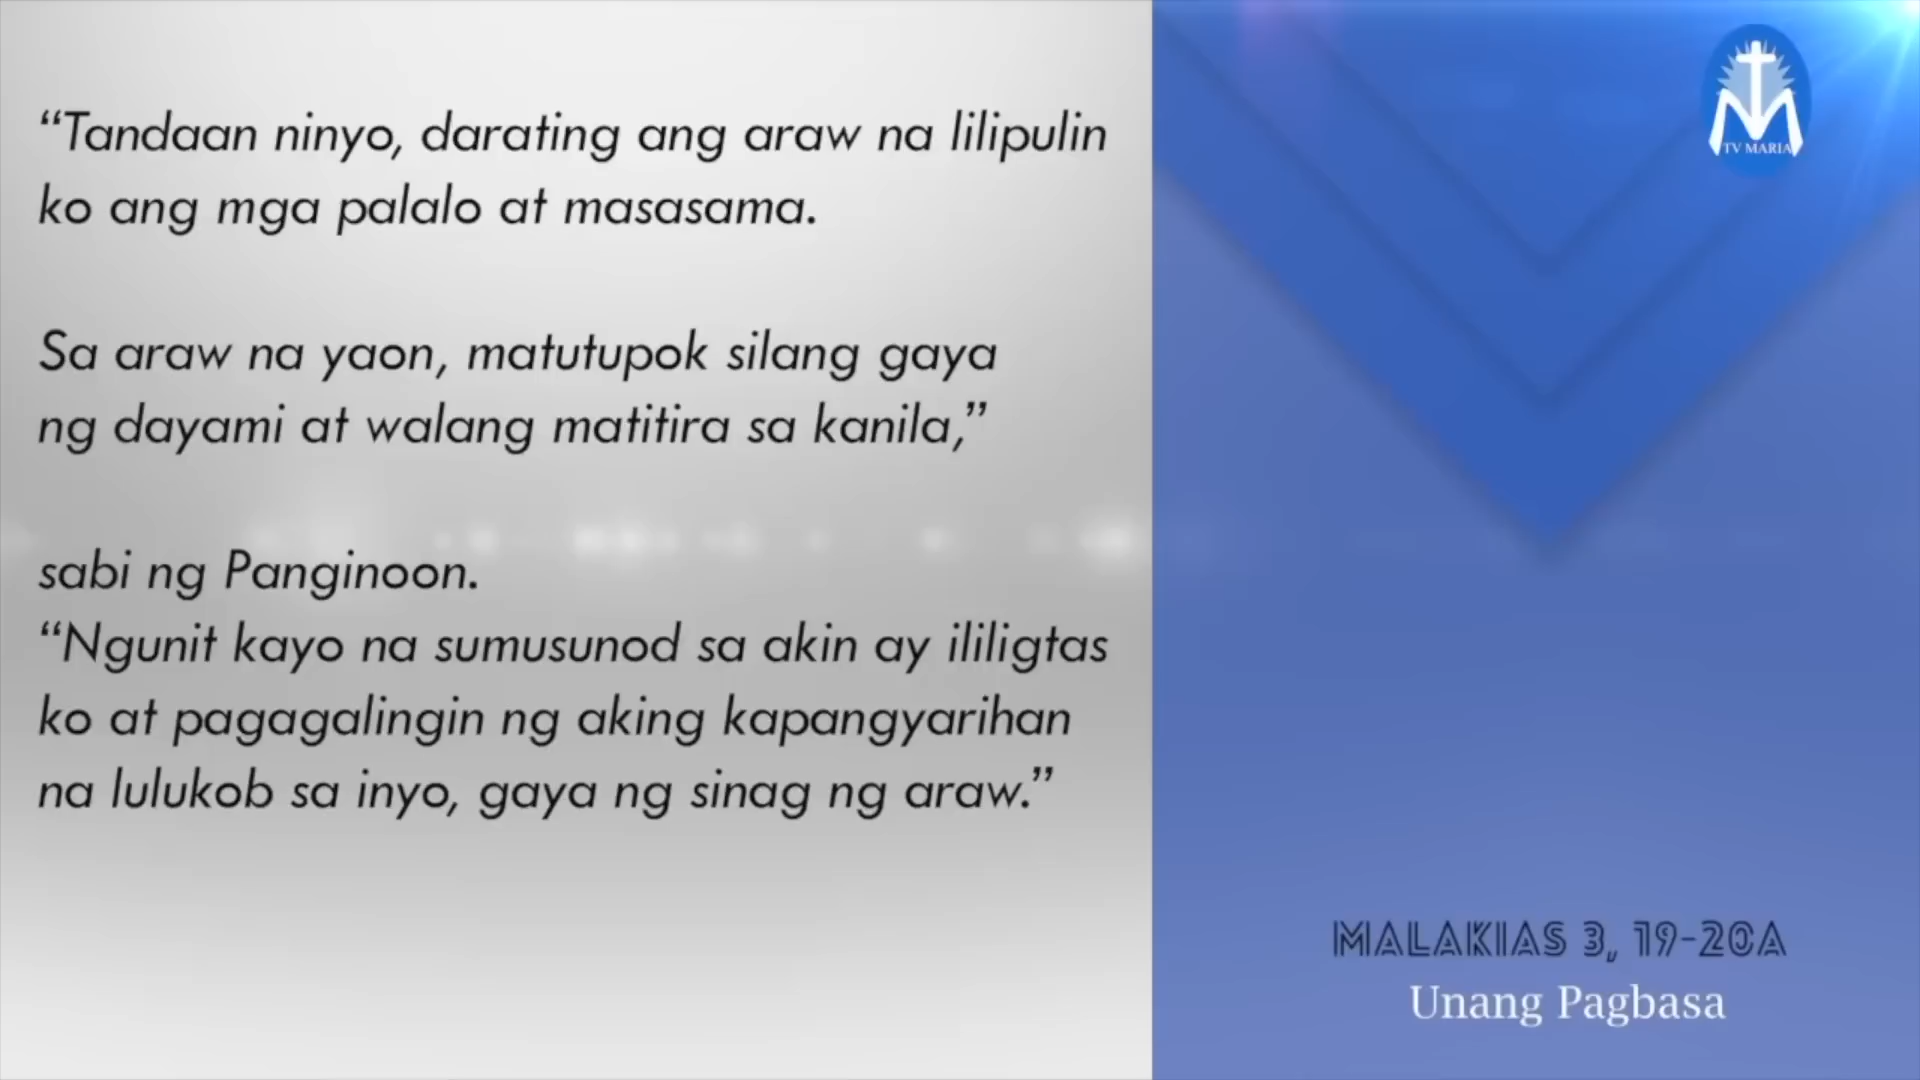 “Tandaan ninyo, darating ang araw na lilipulin
ko ang mga palalo at masasama.
Sa araw na yaon, matutupok silang gaya
ng dayami at walang matitira sa kanila,”
sabi ng Panginoon.
“Ngunit kayo na sumusunod sa akin ay ililigtas
ko at pagagalingin ng aking kapangyarihan
na lulukob sa inyo, gaya ng sinag ng araw.”
TV MARIA
MALAKIAS 3, 19-20A
Unang Pagbasa